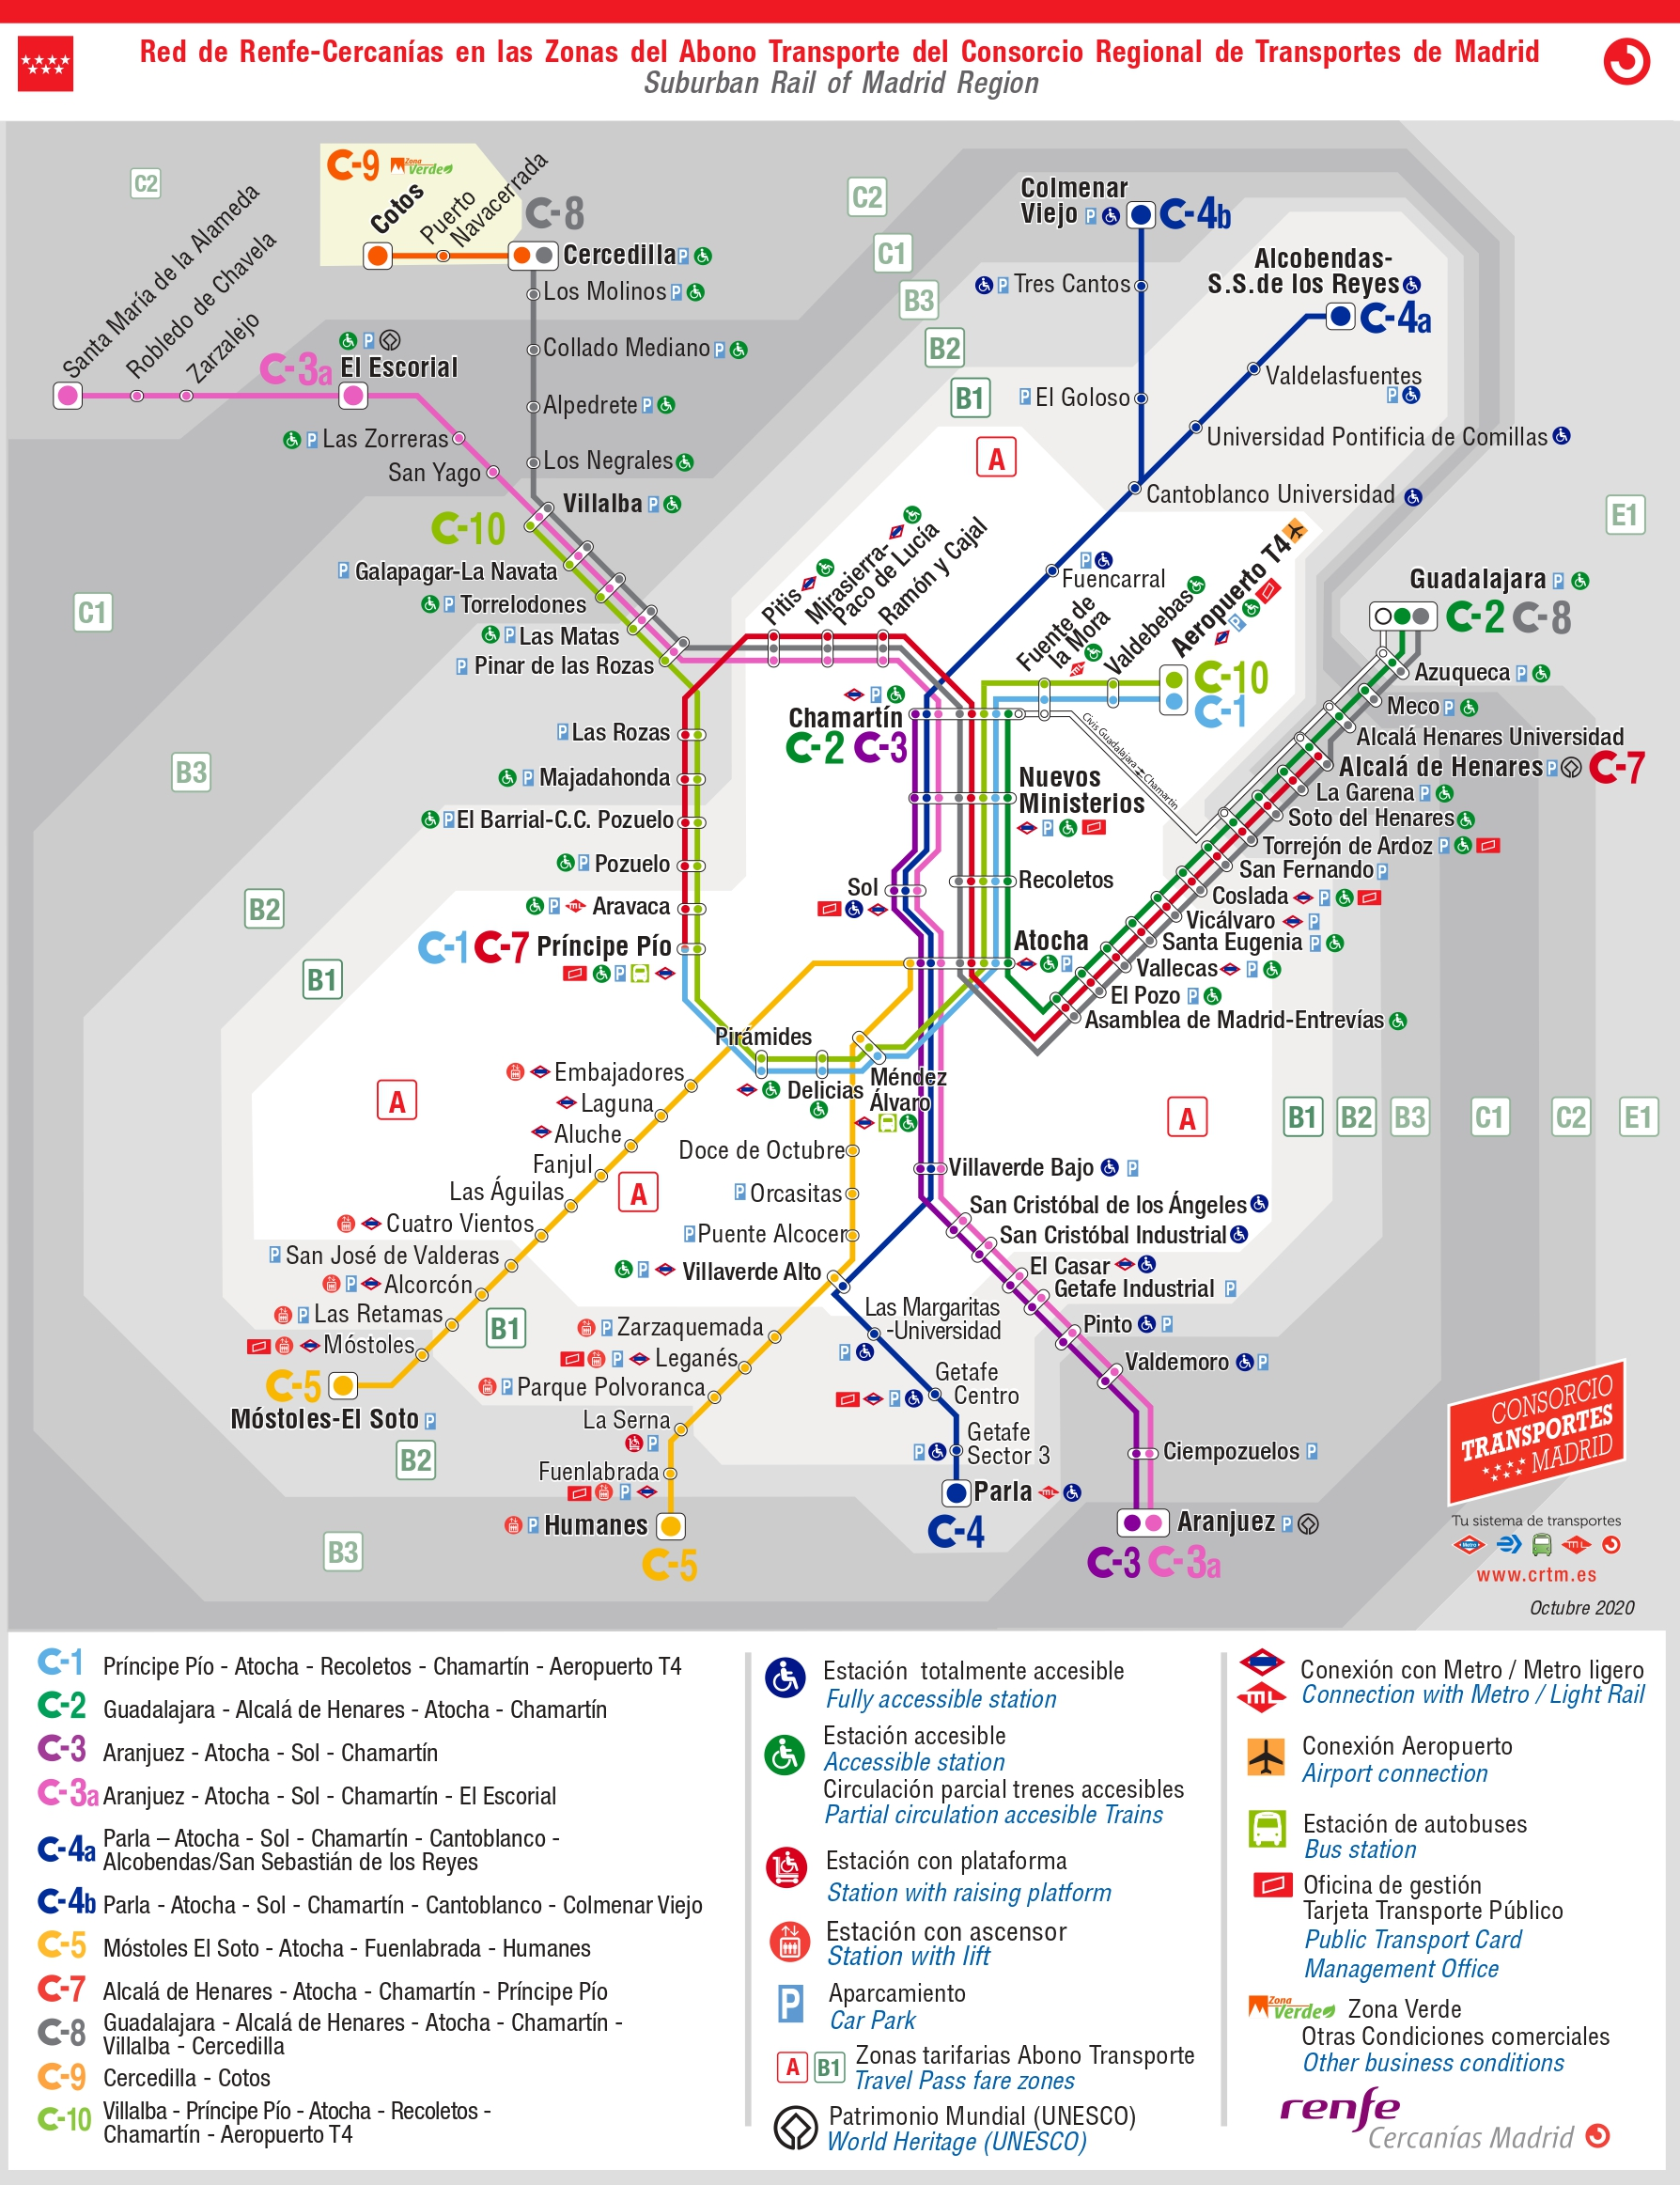 Red de Renfe-Cercanías en las Zonas del Abono Transporte del Consorcio Regional de Transportes de Madrid
Suburban Rail of Madrid Region
C2
C-9
Zona
Verde
Cotos
Puerto
Navacerrada
C-8
Cercedilla P
Los Molinos P
Collado Mediano P
Alpedrete P
Los Negrales
Villalba P
Santa María de la Alameda
Robledo de Chavela
Zarzalejo
C-3a
P
El Escorial
P Las Zorreras
San Yago
C-10
P Galapagar-La Navata
P Torrelodones
P Las Matas
P Pinar de las Rozas
C2
C1
B3
B2
B1
A
Colmenar
Viejo P
C-4b
P Tres Cantos
P El Goloso
Alcobendas-
S.S.de los Reyes
C-4a
Valdelasfuentes
P
Universidad Pontificia de Comillas
Cantoblanco Universidad
P
Fuencarral
E1
C1
B3
B2
B1
Pitis
Mirasierra-
Paco de Lucía
Ramón y Cajal
Fuente de
la Mora
Valdebebas
Aeropuerto T4
P
C-10
C-1
P
Chamartín
C-2 C-3
Civis Guadalajara Chamartín
Guadalajara P
C-2 C-8
Azuqueca P
Meco P
Alcalá Henares Universidad
Alcalá de Henares P C-7
La Garena P
Soto del Henares
Torrejón de Ardoz P
San Fernando P
Coslada P
Vicálvaro P
Santa Eugenia P
Vallecas P
El Pozo P
Asamblea de Madrid-Entrevías
P Las Rozas
P Majadahonda
P El Barrial-C.C. Pozuelo
P Pozuelo
P ML Aravaca
C-1 C-7 Príncipe Pío
P
Nuevos
Ministerios
P
Recoletos
Sol
Atocha
P
Pirámides
Delicias
Méndez
Álvaro
Embajadores
Laguna
Aluche
Fanjul
Las Águilas
Cuatro Vientos
P San José de Valderas
P Alcorcón
P Las Retamas
Móstoles
C-5
Móstoles-El Soto P
A
A
A
B1
B2
B3
C1
C2
E1
B1
B2
B3
Doce de Octubre
P Orcasitas
P Puente Alcocer
P Villaverde Alto
P Zarzaquemada
P Leganés
P Parque Polvoranca
La Serna
P
Fuenlabrada
P
P Humanes
C-5
Villaverde Bajo P
San Cristóbal de los Ángeles
San Cristóbal Industrial
El Casar
Getafe Industrial P
Pinto P
Valdemoro P
Ciempozuelos P
Aranjuez P
C-3 C-3a
Las Margaritas
-Universidad
P
Getafe
Centro
P
Getafe
Sector 3
P
Parla ML
C-4
CONSORCIO
TRANSPORTES
MADRID
Tu sistema de transportes
Metro ML
www.crtm.es
Octubre 2020
C-1 Príncipe Pío - Atocha - Recoletos - Chamartín - Aeropuerto T4
C-2 Guadalajara - Alcalá de Henares - Atocha - Chamartín
C-3 Aranjuez - Atocha - Sol - Chamartín
C-3a Aranjuez - Atocha - Sol - Chamartín - El Escorial
C-4a Parla – Atocha - Sol - Chamartín - Cantoblanco -
Alcobendas/San Sebastián de los Reyes
C-4b Parla - Atocha - Sol - Chamartín - Cantoblanco - Colmenar Viejo
C-5 Móstoles El Soto - Atocha - Fuenlabrada - Humanes
C-7 Alcalá de Henares - Atocha - Chamartín - Príncipe Pío
C-8 Guadalajara - Alcalá de Henares - Atocha - Chamartín -
Villalba - Cercedilla
C-9 Cercedilla - Cotos
C-10 Villalba - Príncipe Pío - Atocha - Recoletos -
Chamartín - Aeropuerto T4
Estación totalmente accesible
Fully accessible station
Estación accesible
Accessible station
Circulación parcial trenes accesibles
Partial circulation accesible Trains
Estación con plataforma
Station with raising platform
Estación con ascensor
Station with lift
P Aparcamiento
Car Park
A B1 Zonas tarifarias Abono Transporte
Travel Pass fare zones
Patrimonio Mundial (UNESCO)
World Heritage (UNESCO)
Conexión con Metro / Metro ligero
ML Connection with Metro / Light Rail
Conexión Aeropuerto
Airport connection
Estación de autobuses
Bus station
Oficina de gestión
Tarjeta Transporte Público
Public Transport Card
Management Office
Zona
Verde Zona Verde
Otras Condiciones comerciales
Other business conditions
renfe
Cercanías Madrid